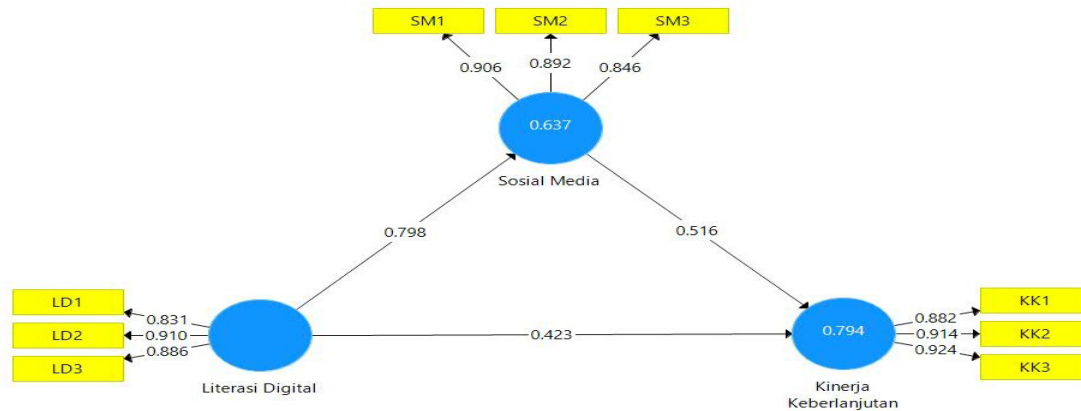 SM1 SM2 SM3
0.906 0.892 0.846
0.637
Sosial Media
0.798 0.516
LD1
LD2
LD3
0.831
0.910
0.886
Literasi Digital
0.423
0.794
Kinerja
Keberlanjutan
0.882
0.914
0.924
KK1
KK2
KK3